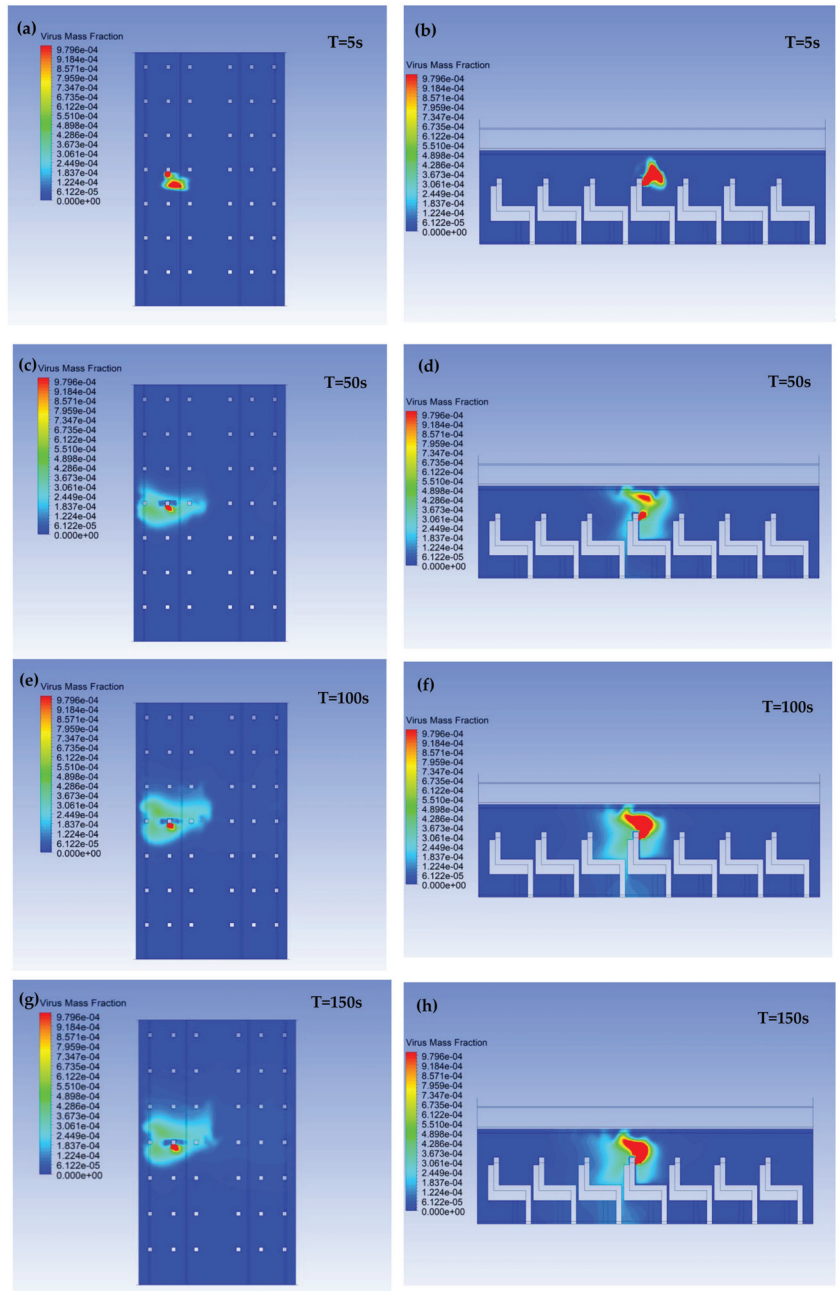 (a)
T=5s
Virus Mass Fraction
9.796e-04
9.184e-04
8.571e-04
7.959e-04
7.347e-04
6.735e-04
6.122e-04
5.510e-04
4.898e-04
4.286e-04
3.673e-04
3.061e-04
2.449e-04
1.837e-04
1.224e-04
6.122e-05
0.000e+00
(b)
T=5s
Virus Mass Fraction
9.796e-04
9.184e-04
8.571e-04
7.959e-04
7.347e-04
6.735e-04
6.122e-04
5.510e-04
4.898e-04
4.286e-04
3.673e-04
3.061e-04
2.449e-04
1.837e-04
1.224e-04
6.122e-05
0.000e+00
(c)
T=50s
Virus Mass Fraction
9.796e-04
9.184e-04
8.571e-04
7.959e-04
7.347e-04
6.735e-04
6.122e-04
5.510e-04
4.898e-04
4.286e-04
3.673e-04
3.061e-04
2.449e-04
1.837e-04
1.224e-04
6.122e-05
0.000e+00
(d)
T=50s
Virus Mass Fraction
9.796e-04
9.184e-04
8.571e-04
7.959e-04
7.347e-04
6.735e-04
6.122e-04
5.510e-04
4.898e-04
4.286e-04
3.673e-04
3.061e-04
2.449e-04
1.837e-04
1.224e-04
6.122e-05
0.000e+00
(e)
T=100s
Virus Mass Fraction
9.796e-04
9.184e-04
8.571e-04
7.959e-04
7.347e-04
6.735e-04
6.122e-04
5.510e-04
4.898e-04
4.286e-04
3.673e-04
3.061e-04
2.449e-04
1.837e-04
1.224e-04
6.122e-05
0.000e+00
(f)
T=100s
Virus Mass Fraction
9.796e-04
9.184e-04
8.571e-04
7.959e-04
7.347e-04
6.735e-04
6.122e-04
5.510e-04
4.898e-04
4.286e-04
3.673e-04
3.061e-04
2.449e-04
1.837e-04
1.224e-04
6.122e-05
0.000e+00
(g)
T=150s
Virus Mass Fraction
9.796e-04
9.184e-04
8.571e-04
7.959e-04
7.347e-04
6.735e-04
6.122e-04
5.510e-04
4.898e-04
4.286e-04
3.673e-04
3.061e-04
2.449e-04
1.837e-04
1.224e-04
6.122e-05
0.000e+00
(h)
T=150s
Virus Mass Fraction
9.796e-04
9.184e-04
8.571e-04
7.959e-04
7.347e-04
6.735e-04
6.122e-04
5.510e-04
4.898e-04
4.286e-04
3.673e-04
3.061e-04
2.449e-04
1.837e-04
1.224e-04
6.122e-05
0.000e+00